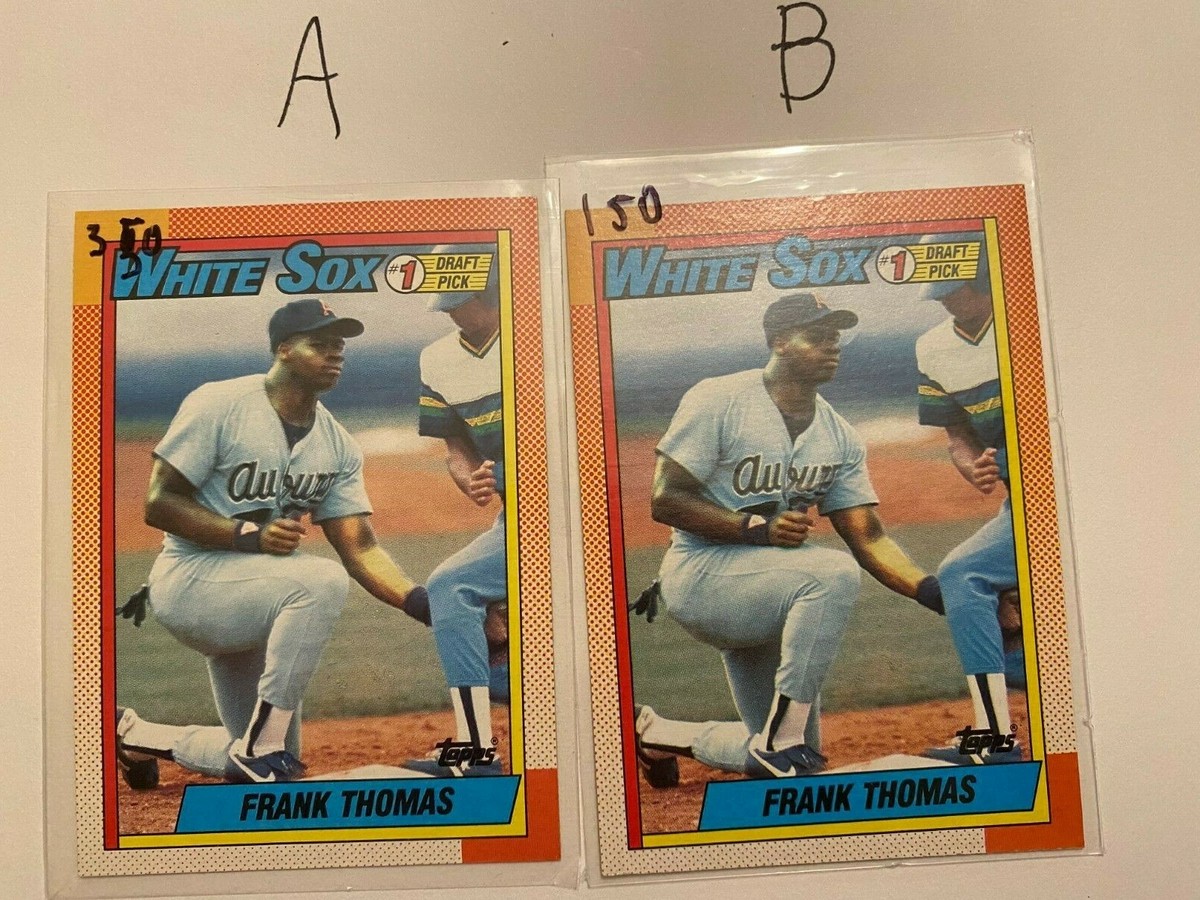 A
B
350
WHITE SOX #1 DRAFT PICK
Auburn
topps®
FRANK THOMAS
150
WHITE SOX #1 DRAFT PICK
Auburn
topps®
FRANK THOMAS